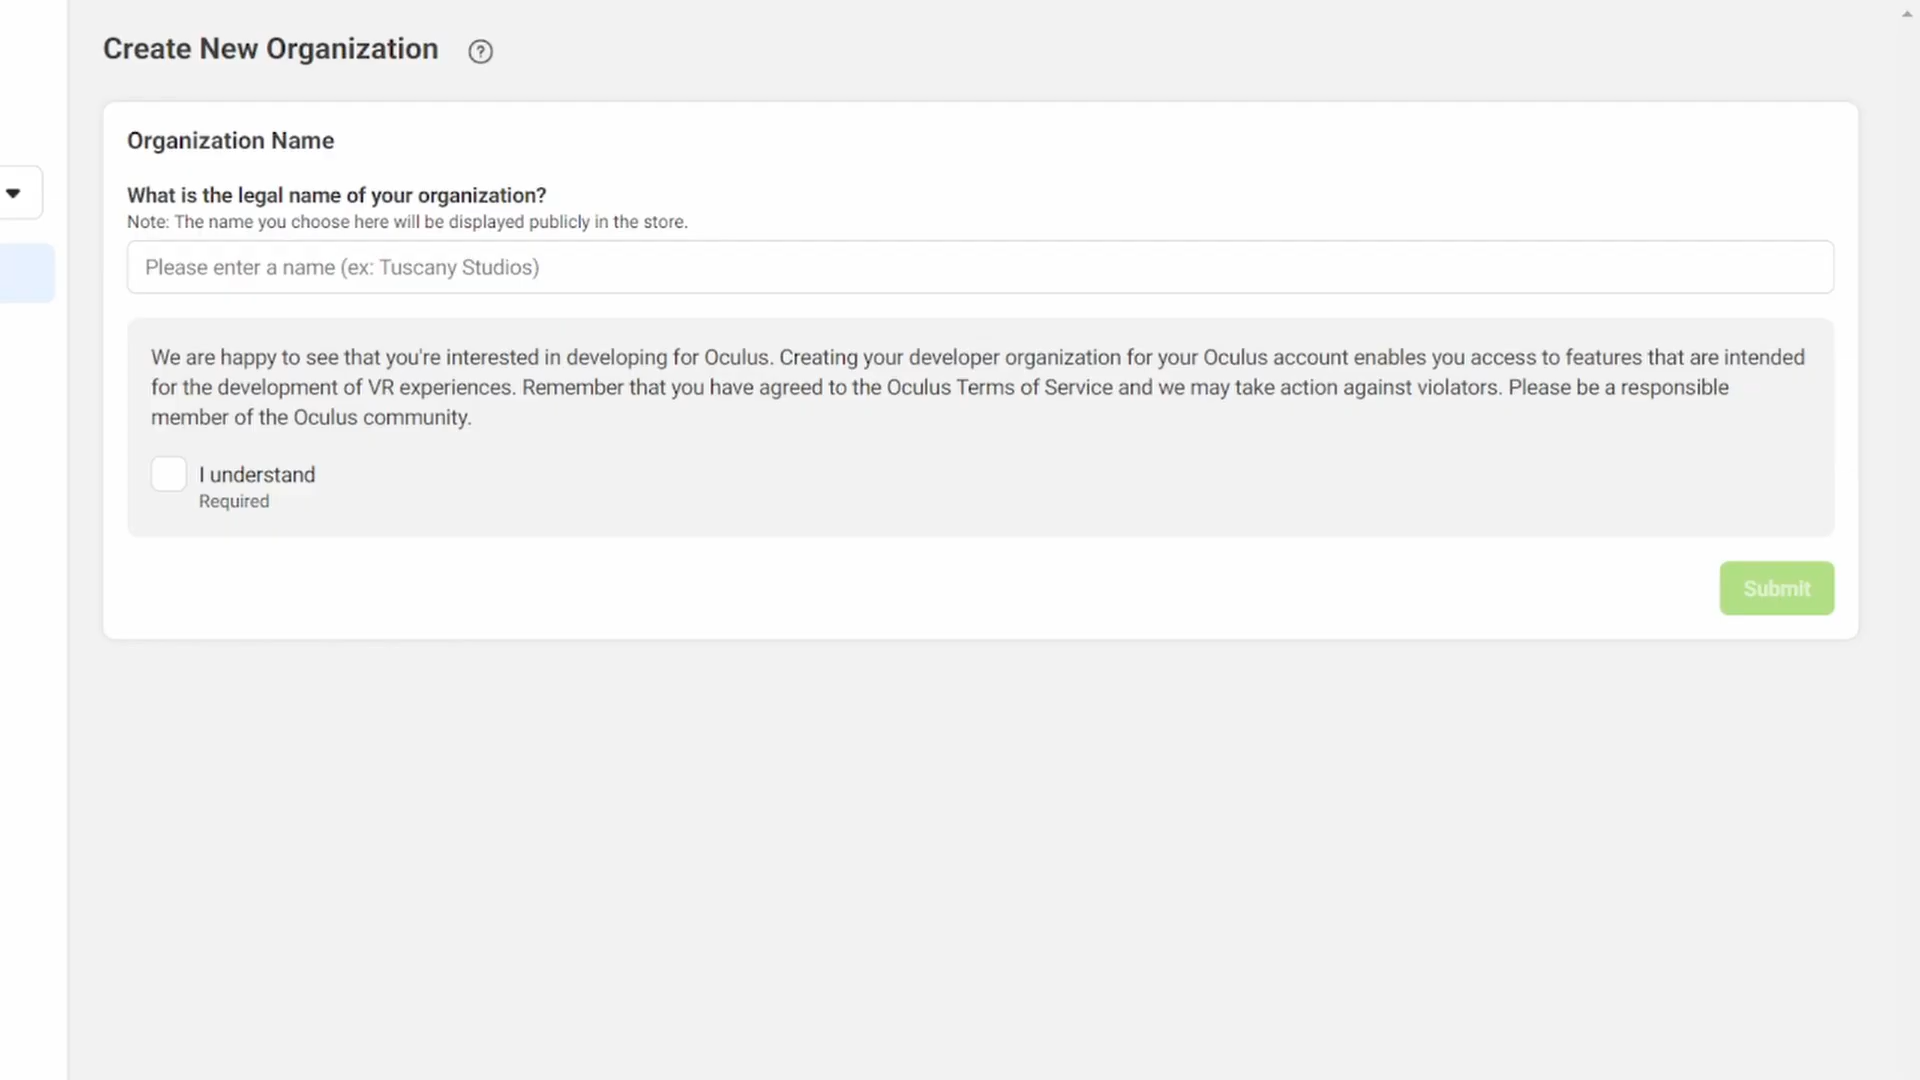 Create New Organization
Organization Name
What is the legal name of your organization?
Note: The name you choose here will be displayed publicly in the store.
Please enter a name (ex: Tuscany Studios)
We are happy to see that you're interested in developing for Oculus. Creating your developer organization for your Oculus account enables you access to features that are intended
for the development of VR experiences. Remember that you have agreed to the Oculus Terms of Service and we may take action against violators. Please be a responsible
member of the Oculus community.
I understand
Required
Submit